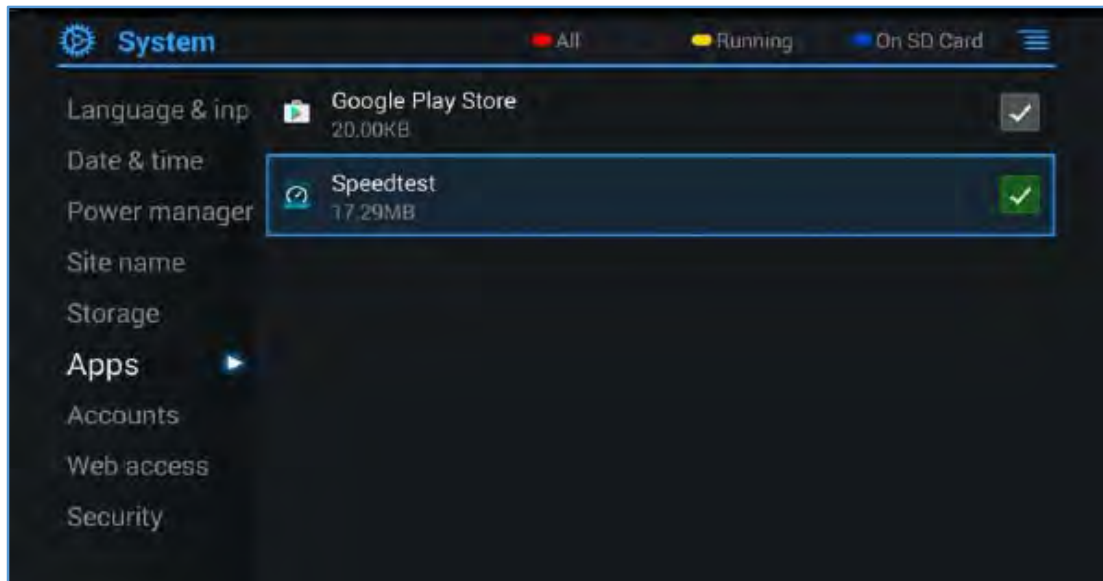 System
All
Running
On SD Card
Language & inp
Date & time
Power manager
Site name
Storage
Apps
Accounts
Web access
Security
Google Play Store
20.00KB
Speedtest
17.29MB